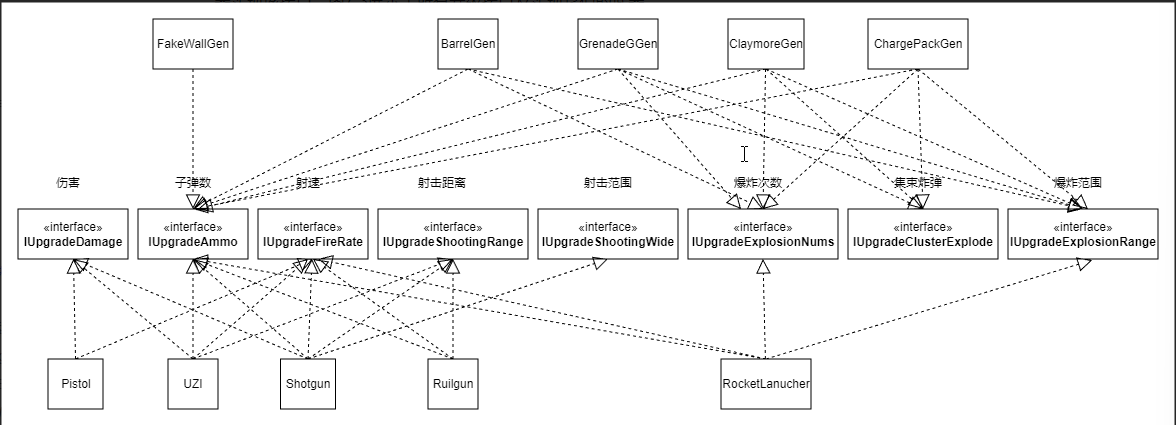 FakeWallGen
BarrelGen
GrenadeGGen
ClaymoreGen
ChargePackGen
伤害
子弹数
射速
射击距离
射击范围
爆炸次数
集束炸弹
爆炸范围
«interface»
IUpgradeDamage
«interface»
IUpgradeAmmo
«interface»
IUpgradeFireRate
«interface»
IUpgradeShootingRange
«interface»
IUpgradeShootingWide
«interface»
IUpgradeExplosionNums
«interface»
IUpgradeClusterExplode
«interface»
IUpgradeExplosionRange
Pistol
UZI
Shotgun
Ruilgun
RocketLanucher